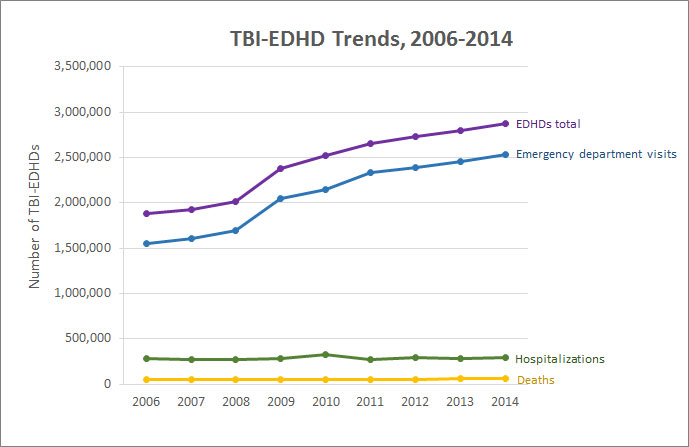 TBI-EDHD Trends, 2006-2014
Number of TBI-EDHDs
3,500,000
3,000,000
2,500,000
2,000,000
1,500,000
1,000,000
500,000
0
EDHDs total
Emergency department visits
Hospitalizations
Deaths
2006 2007 2008 2009 2010 2011 2012 2013 2014